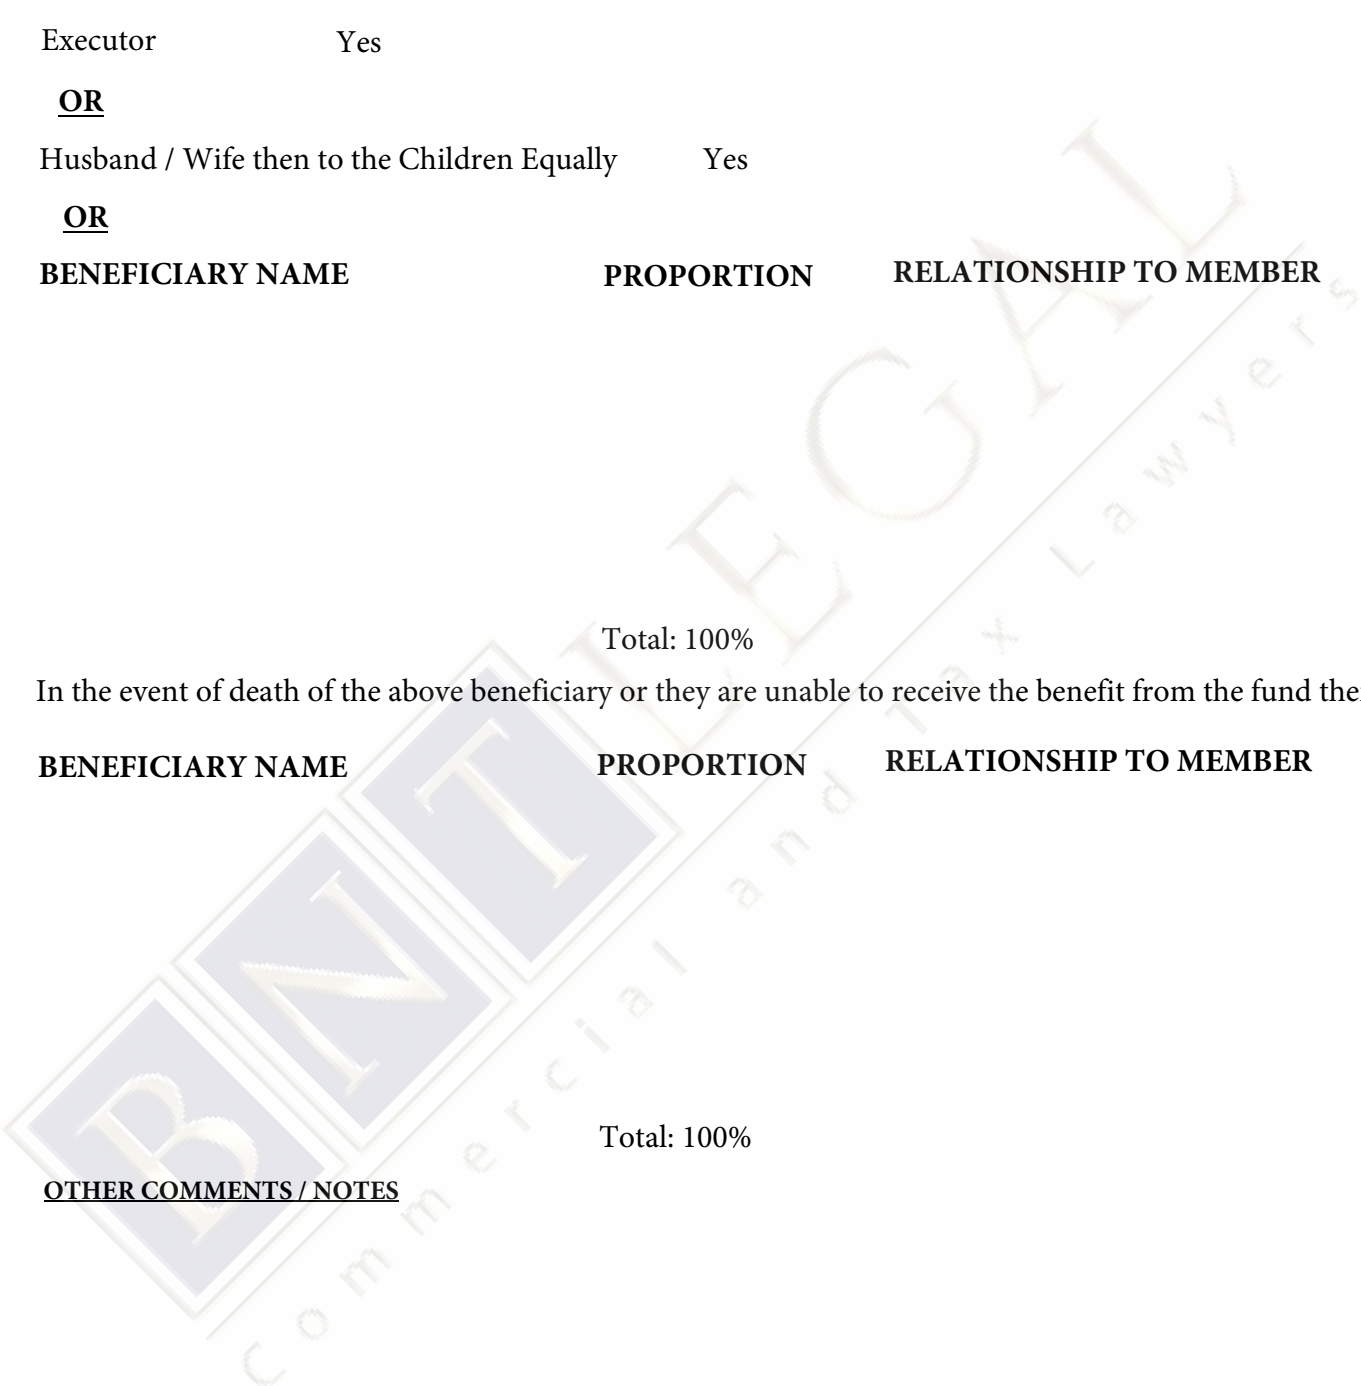 Executor Yes
OR
Husband / Wife then to the Children Equally Yes
OR
BENEFICIARY NAME PROPORTION RELATIONSHIP TO MEMBER
Total: 100%
In the event of death of the above beneficiary or they are unable to receive the benefit from the fund
BENEFICIARY NAME PROPORTION RELATIONSHIP TO MEMBER
Total: 100%
OTHER COMMENTS / NOTES
BNT LEGAL
Commercial and Tax Lawyers